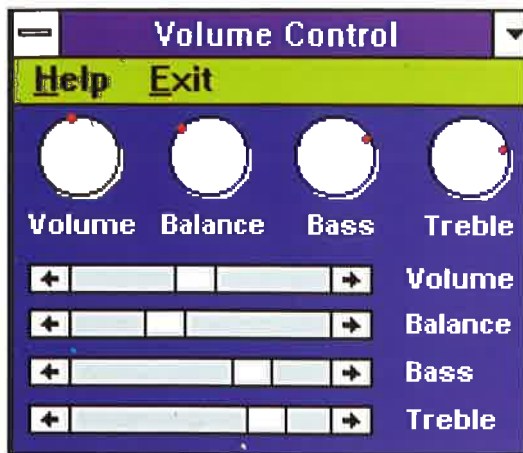 Volume Control
Help Exit
Volume Balance Bass Treble
Volume
Balance
Bass
Treble